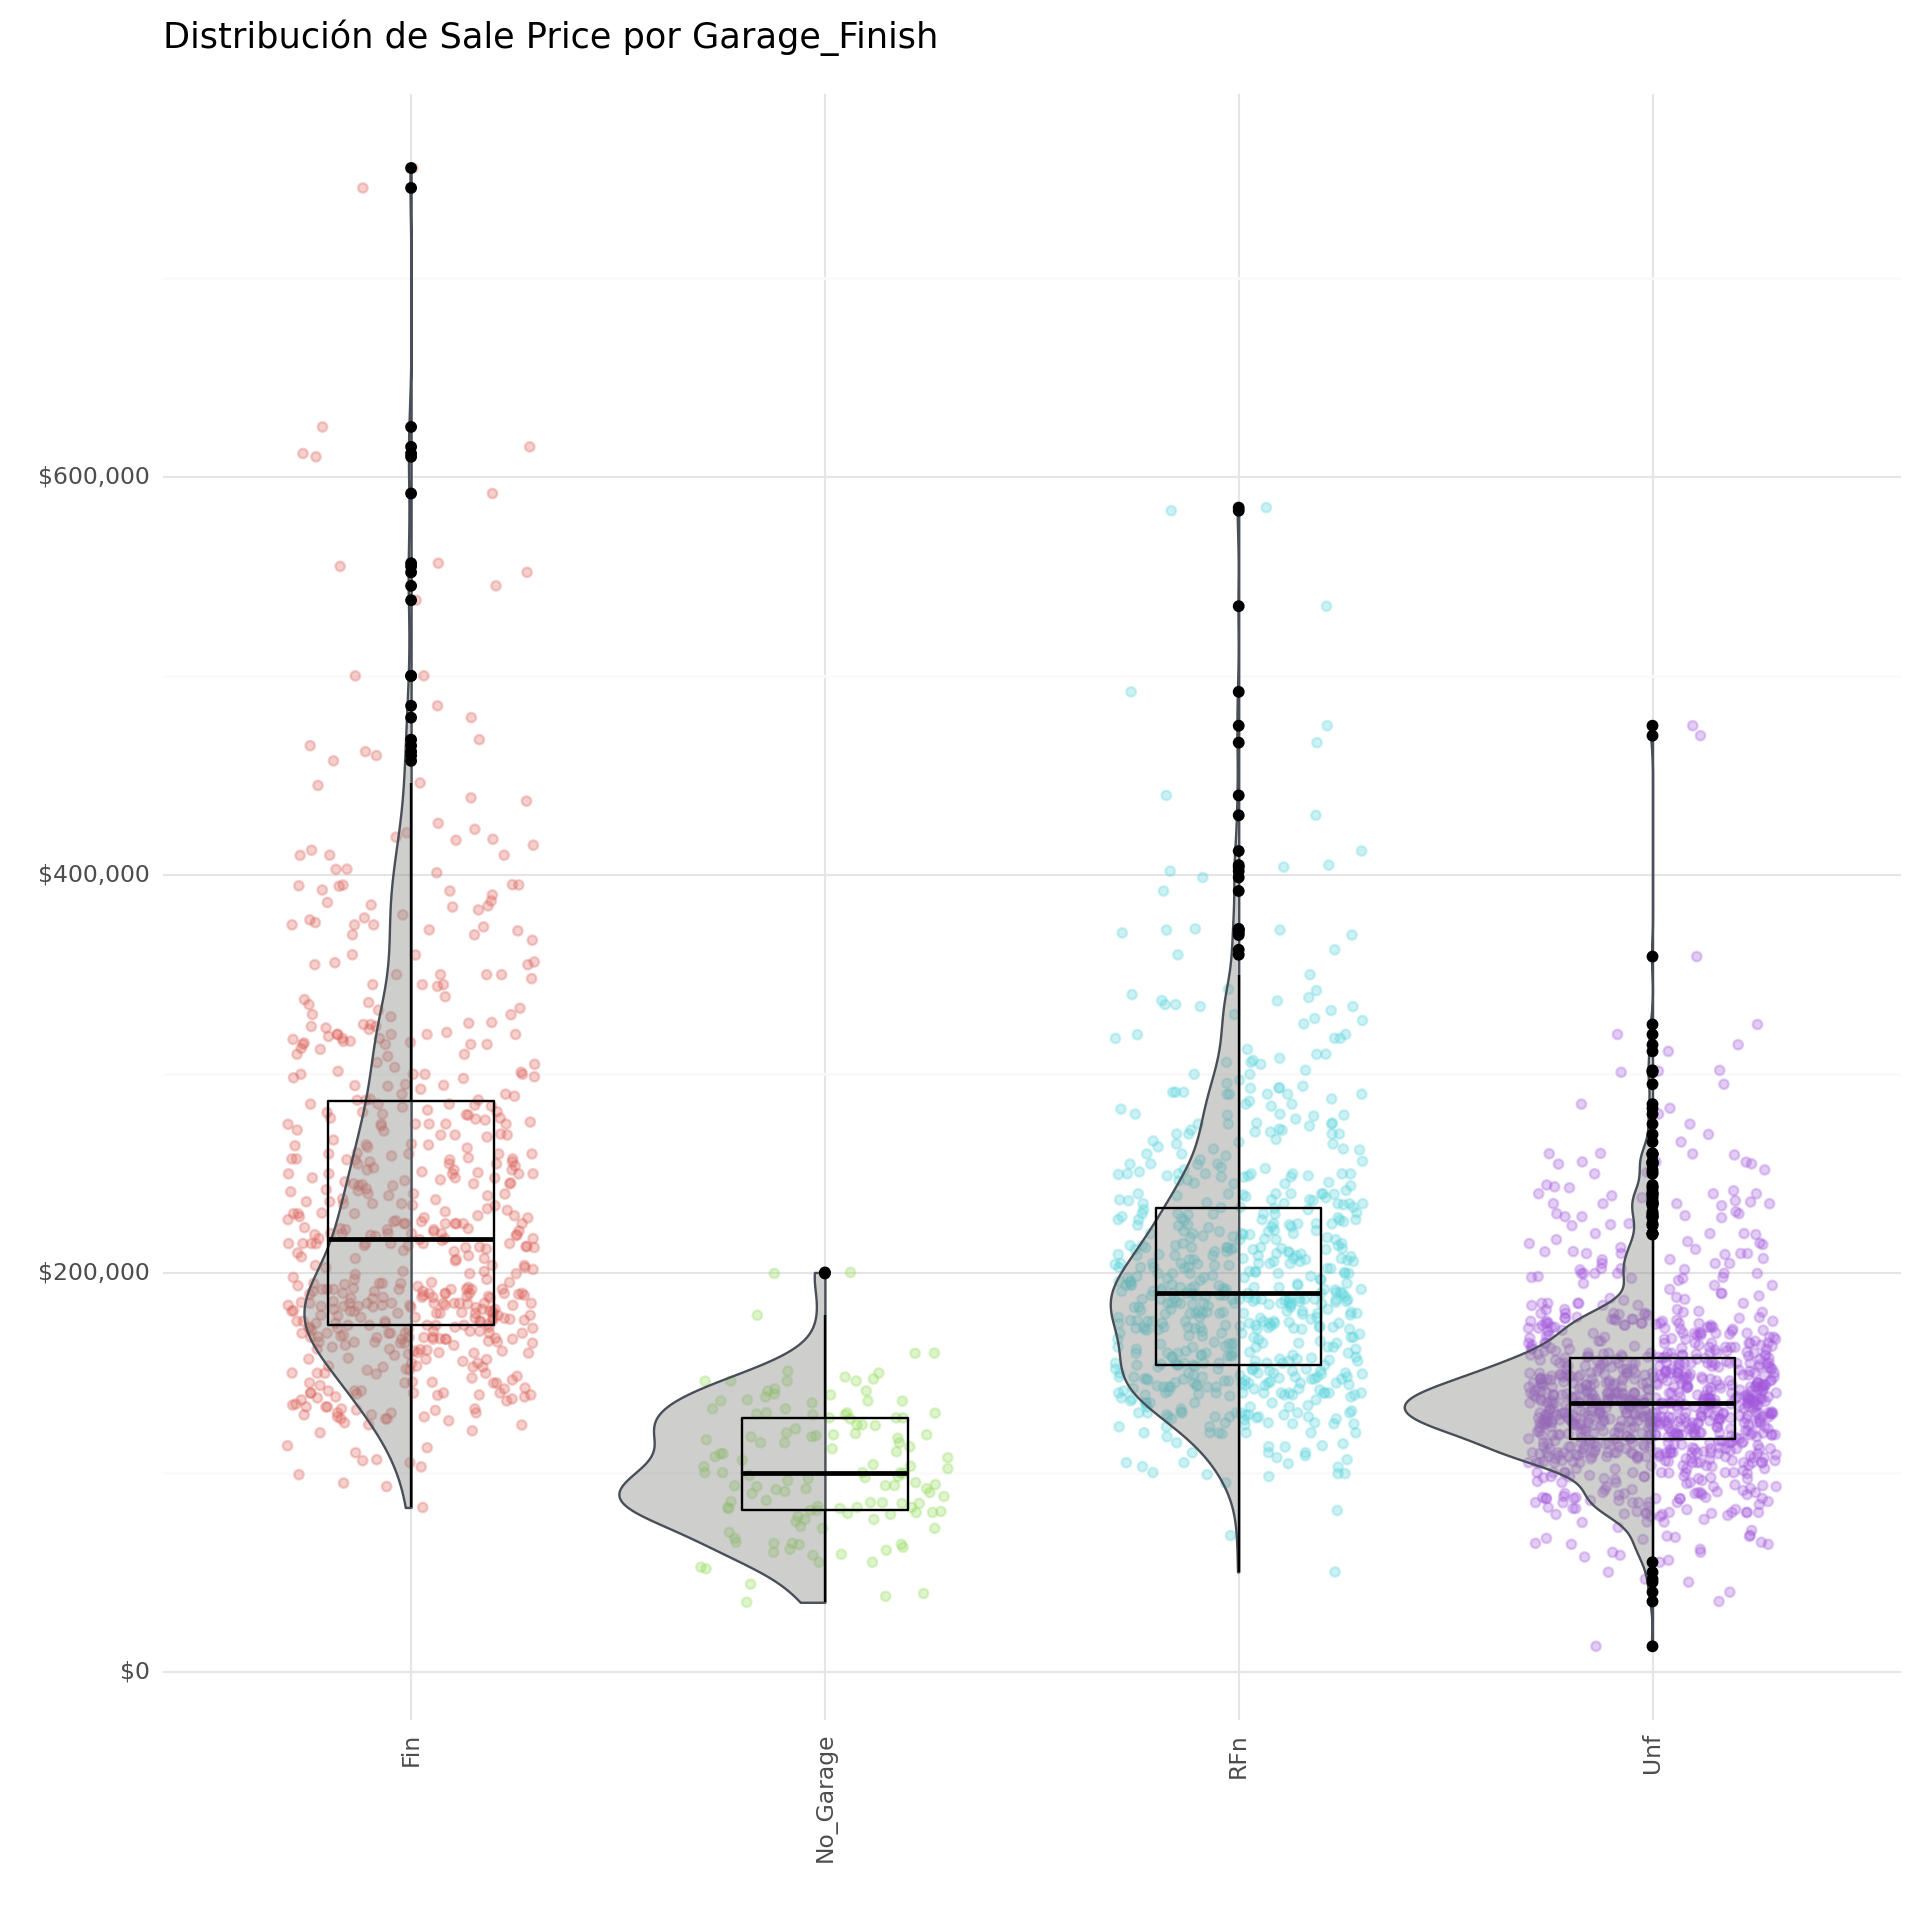 Distribución de Sale Price por Garage_Finish
$600,000
$400,000
$200,000
$0
Fin
No_Garage
RFn
Unf